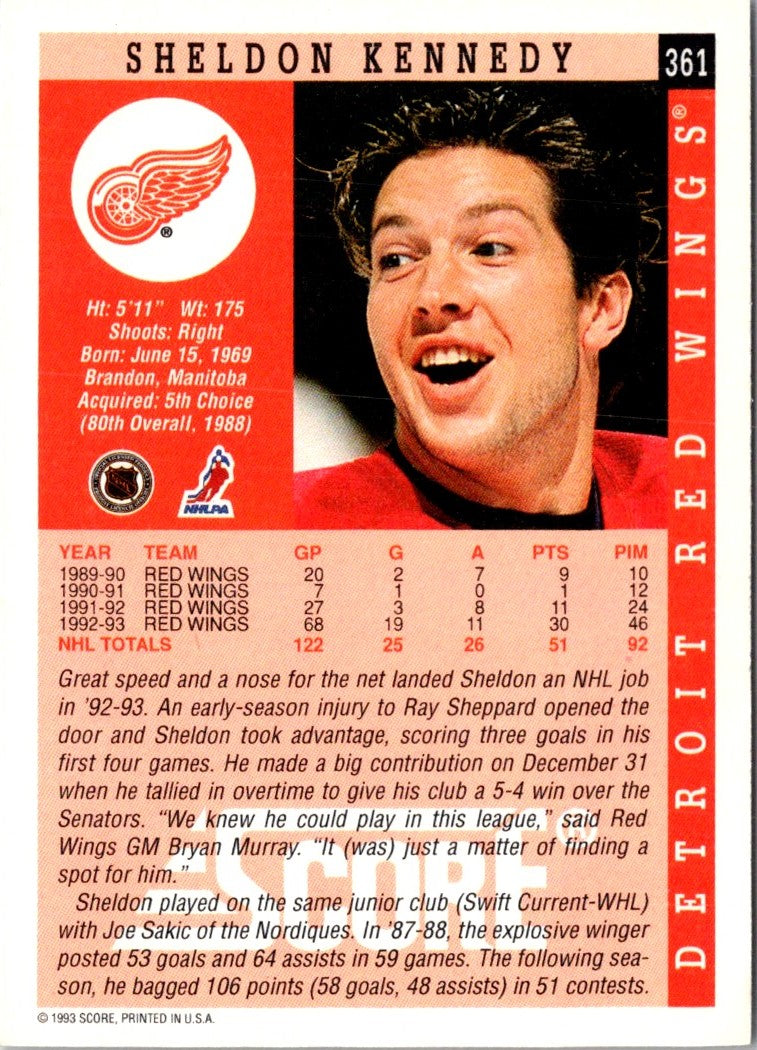 SHELDON KENNEDY
361
DETROIT RED WINGS®
®
Ht: 5'11" Wt: 175
Shoots: Right
Born: June 15, 1969
Brandon, Manitoba
Acquired: 5th Choice
(80th Overall, 1988)
NHL
NHLPA
YEAR TEAM GP G A PTS PIM
1989-90 RED WINGS 20 2 7 9 10
1990-91 RED WINGS 7 1 0 1 12
1991-92 RED WINGS 27 3 8 11 24
1992-93 RED WINGS 68 19 11 30 46
NHL TOTALS 122 25 26 51 92
Great speed and a nose for the net landed Sheldon an NHL job
in '92-93. An early-season injury to Ray Sheppard opened the
door and Sheldon took advantage, scoring three goals in his
first four games. He made a big contribution on December 31
when he tallied in overtime to give his club a 5-4 win over the
Senators. "We knew he could play in this league," said Red
Wings GM Bryan Murray. "It (was) just a matter of finding a
spot for him."
Sheldon played on the same junior club (Swift Current-WHL)
with Joe Sakic of the Nordiques. In '87-88, the explosive winger
posted 53 goals and 64 assists in 59 games. The following sea-
son, he bagged 106 points (58 goals, 48 assists) in 51 contests.
SCORE
© 1993 SCORE, PRINTED IN U.S.A.